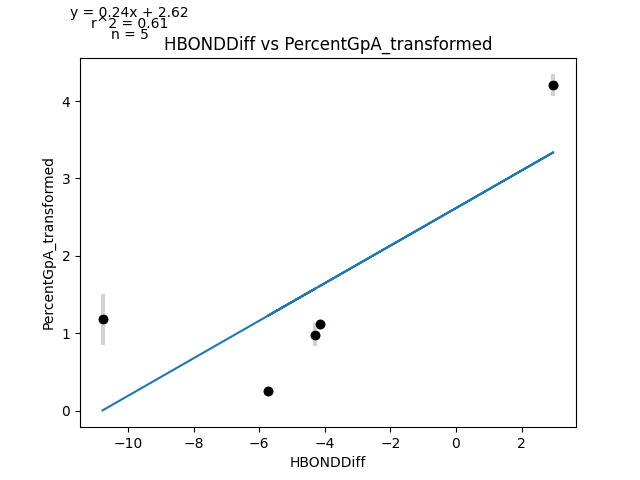 y = 0.24x + 2.62
r^2 = 0.61
n = 5
HBONDDiff vs PercentGpA_transformed
PercentGpA_transformed
4
3
2
1
0
−10
−8
−6
−4
−2
0
2
HBONDDiff